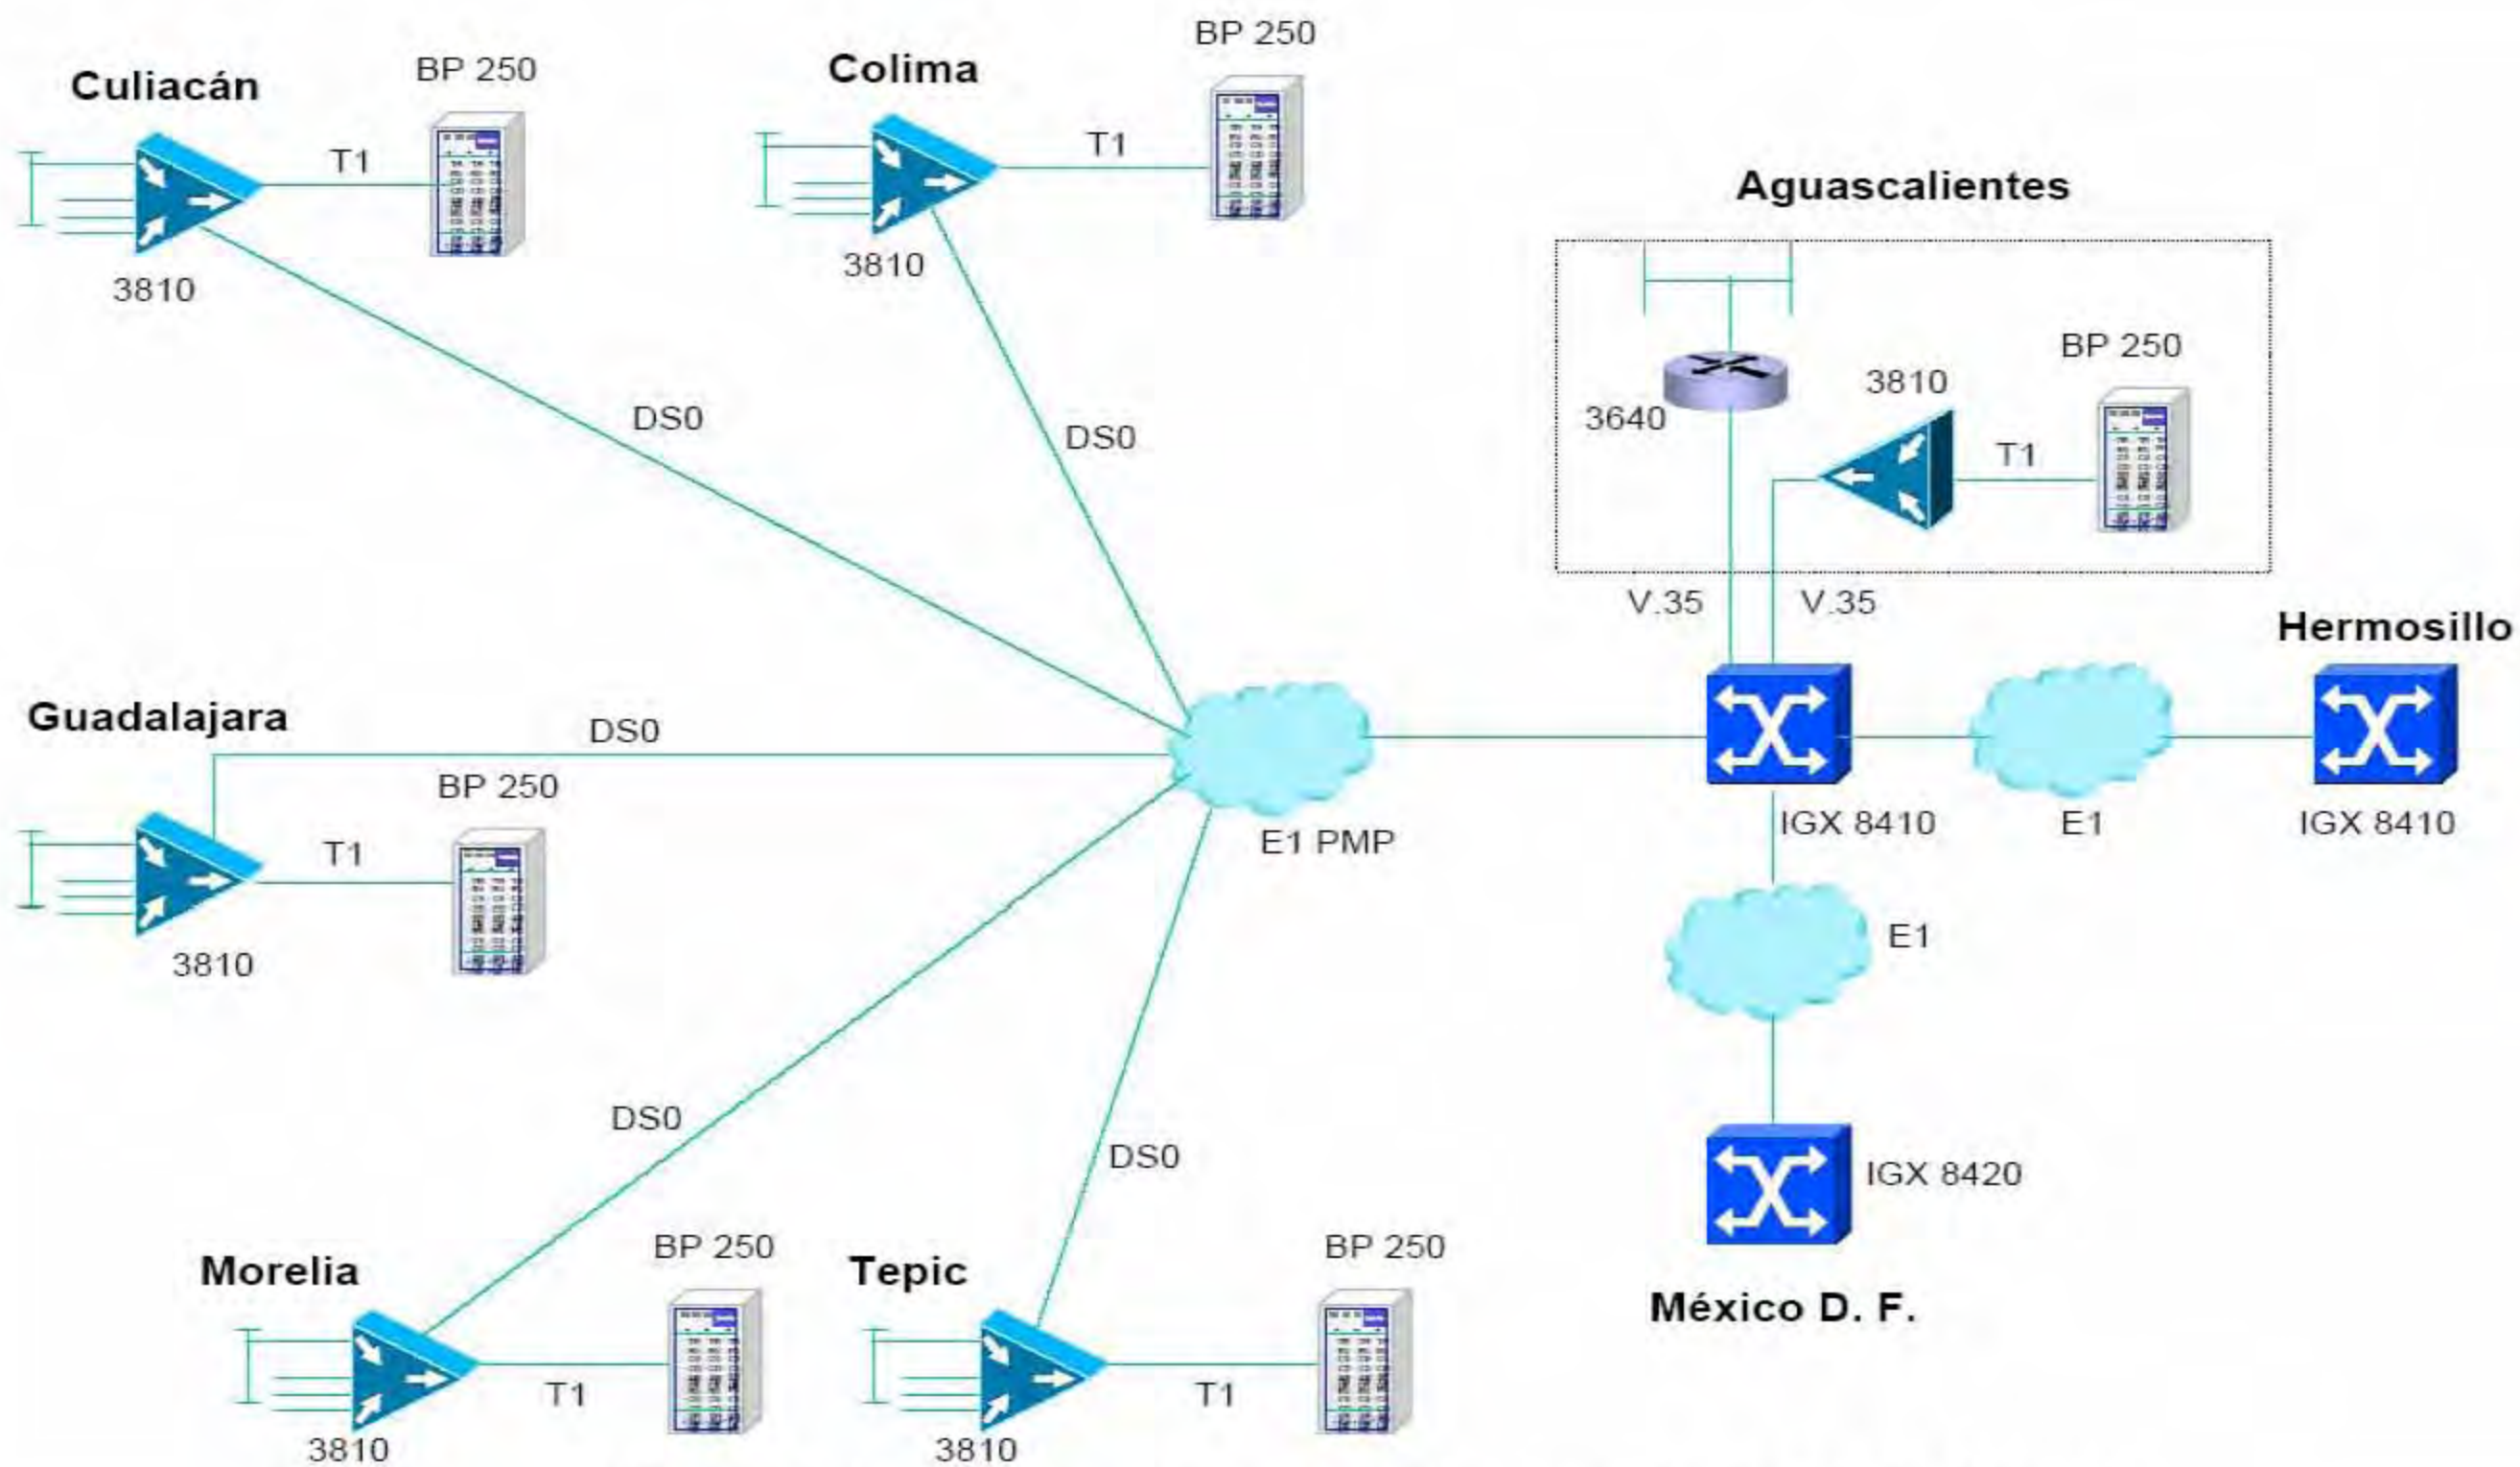 Culiacán
BP 250
T1
3810
DS0
Colima
BP 250
T1
3810
DS0
Aguascalientes
3640
3810
BP 250
T1
V.35
V.35
Hermosillo
Guadalajara
DS0
BP 250
T1
3810
E1 PMP
IGX 8410
E1
IGX 8410
E1
DS0
DS0
IGX 8420
México D. F.
Morelia
BP 250
T1
3810
Tepic
BP 250
T1
3810